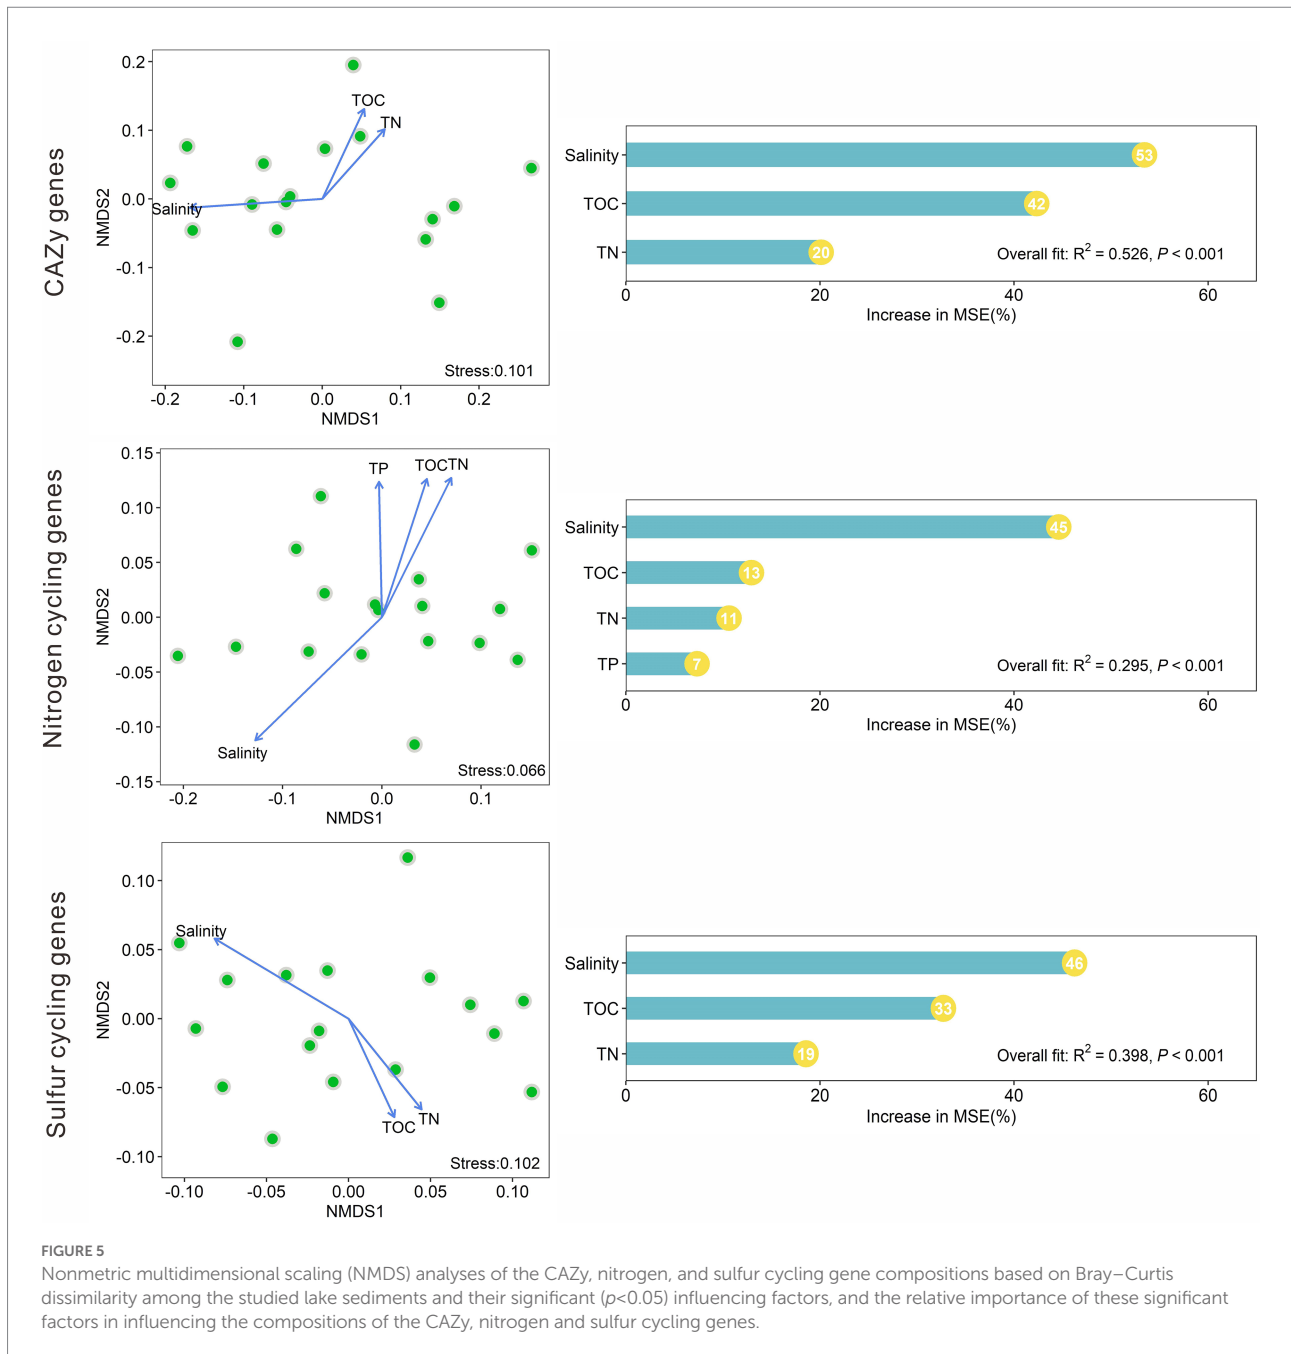 CAZy genes
NMDS2
0.2
0.1
0.0
-0.1
-0.2
TOC
TN
Salinity
Stress:0.101
-0.2 -0.1 0.0 0.1 0.2
NMDS1
Salinity 53
TOC 42
TN 20
Overall fit: R² = 0.526, P < 0.001
0 20 40 60
Increase in MSE(%)
Nitrogen cycling genes
NMDS2
0.15
0.10
0.05
0.00
-0.05
-0.10
-0.15
TP TOC TN
Salinity
Stress:0.066
-0.2 -0.1 0.0 0.1
NMDS1
Salinity 45
TOC 13
TN 11
TP 7
Overall fit: R² = 0.295, P < 0.001
0 20 40 60
Increase in MSE(%)
Sulfur cycling genes
NMDS2
0.10
0.05
0.00
-0.05
-0.10
Salinity
TN
TOC
Stress:0.102
-0.10 -0.05 0.00 0.05 0.10
NMDS1
Salinity 46
TOC 33
TN 19
Overall fit: R² = 0.398, P < 0.001
0 20 40 60
Increase in MSE(%)
FIGURE 5
Nonmetric multidimensional scaling (NMDS) analyses of the CAZy, nitrogen, and sulfur cycling gene compositions based on Bray–Curtis
dissimilarity among the studied lake sediments and their significant (p<0.05) influencing factors, and the relative importance of these significant
factors in influencing the compositions of the CAZy, nitrogen and sulfur cycling genes.